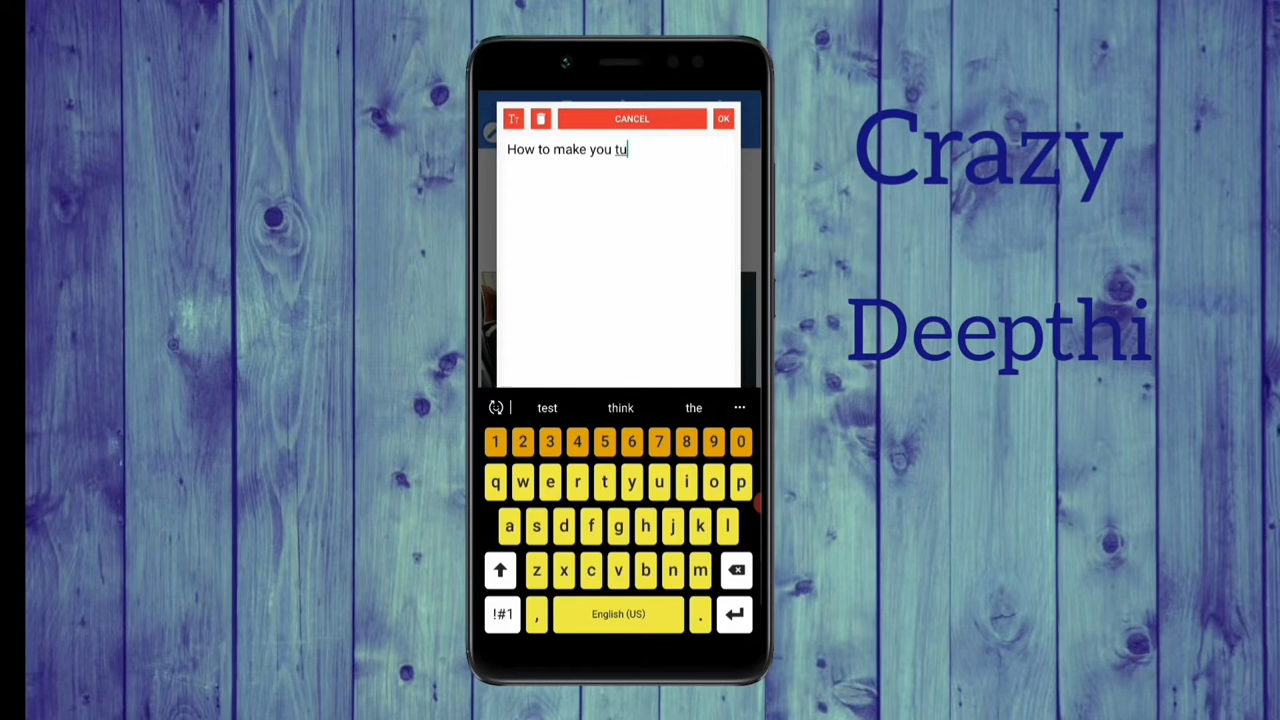 Crazy
Deepthi
Tт CANCEL OK
How to make you tu
test think the ...
1 2 3 4 5 6 7 8 9 0
q w e r t y u i o p
a s d f g h j k l
z x c v b n m
!#1 , English (US) .